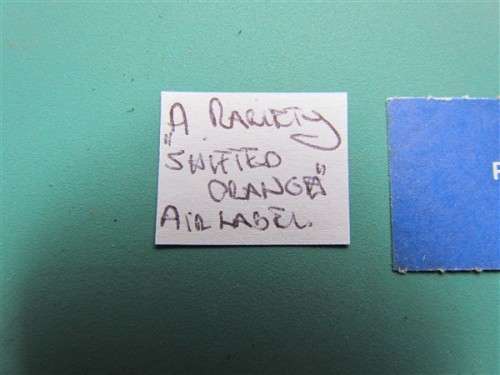 "A RARIETY
"SHIFTED
ORANGE"
AIR LABEL.